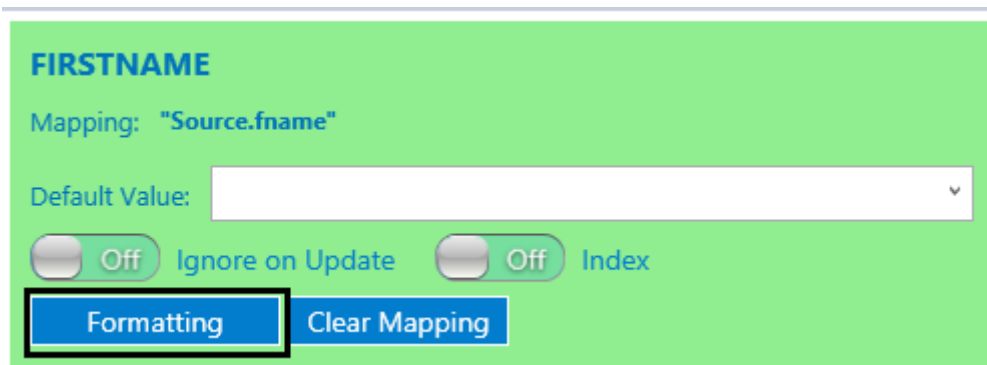 FIRSTNAME
Mapping: "Source.fname"
Default Value:
Off Ignore on Update Off Index
Formatting Clear Mapping